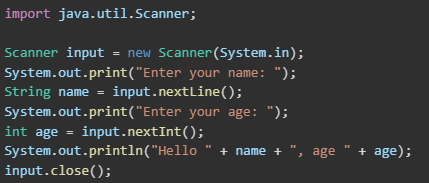 import java.util.Scanner;
Scanner input = new Scanner(System.in);
System.out.print("Enter your name: ");
String name = input.nextLine();
System.out.print("Enter your age: ");
int age = input.nextInt();
System.out.println("Hello " + name + ", age " + age);
input.close();